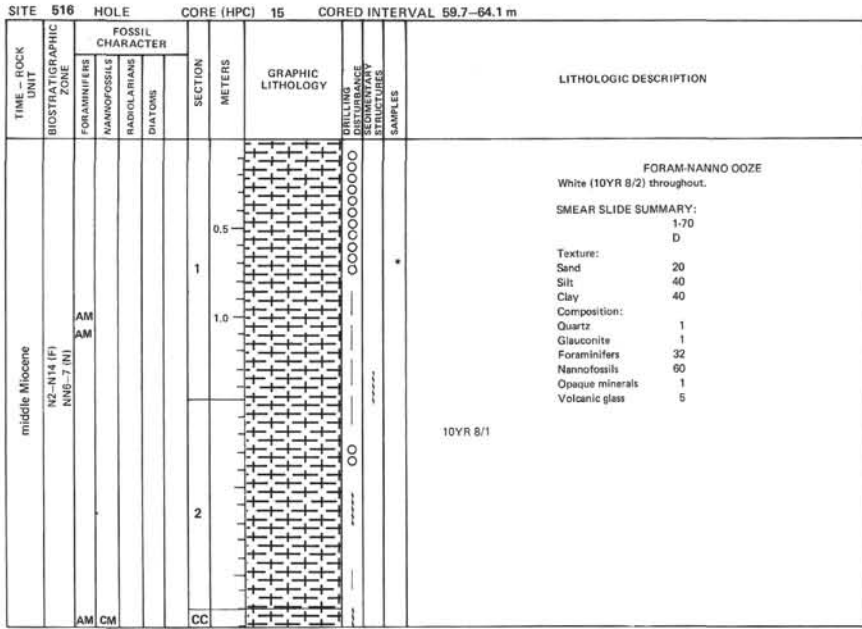 SITE 516 HOLE CORE (HPC) 15 CORED INTERVAL 59.7–64.1 m
TIME – ROCK UNIT
BIOSTRATIGRAPHIC ZONE
FOSSIL CHARACTER
FORAMINIFERS
NANNOFOSSILS
RADIOLARIANS
DIATOMS
SECTION
METERS
GRAPHIC LITHOLOGY
DRILLING DISTURBANCE
SEDIMENTARY STRUCTURES
SAMPLES
LITHOLOGIC DESCRIPTION
middle Miocene
N2–N14 (F)
NN6–7 (N)
AM
AM
AM CM
1
2
CC
0.5
1.0
*
FORAM-NANNO OOZE
White (10YR 8/2) throughout.
SMEAR SLIDE SUMMARY:
1-70
D
Texture:
Sand 20
Silt 40
Clay 40
Composition:
Quartz 1
Glauconite 1
Foraminifers 32
Nannofossils 60
Opaque minerals 1
Volcanic glass 5
10YR 8/1